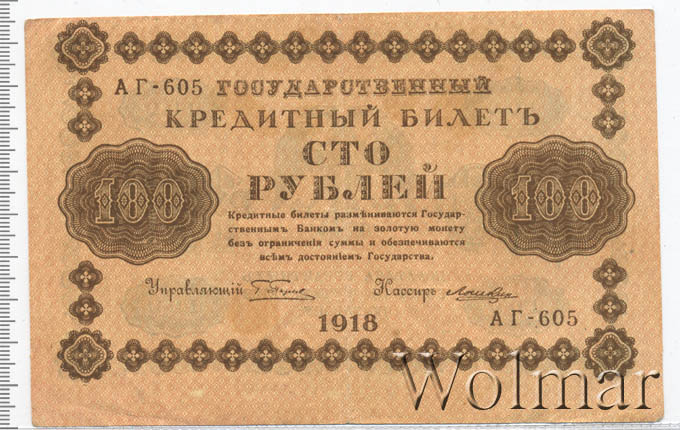 АГ-605 ГОСУДАРСТВЕННЫЙ
КРЕДИТНЫЙ БИЛЕТЪ
СТО
РУБЛЕЙ
100
100
Кредитные билеты размѣниваются Государ-
ственнымъ Банкомъ на золотую монету
безъ ограниченія суммы и обезпечиваются
всѣмъ достояніемъ Государства.
Управляющій
Кассиръ
1918
АГ-605
Wolmar